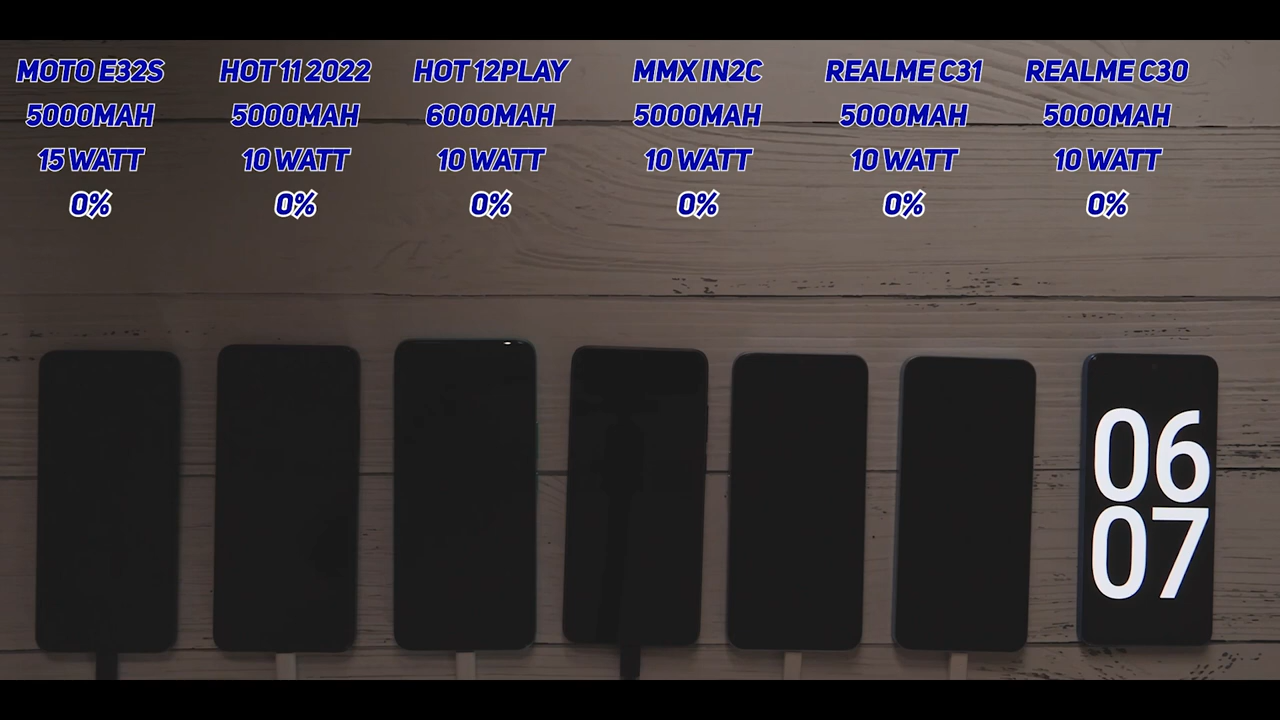 MOTO E32S
5000MAH
15 WATT
0%
HOT 11 2022
5000MAH
10 WATT
0%
HOT 12PLAY
6000MAH
10 WATT
0%
MMX IN2C
5000MAH
10 WATT
0%
REALME C31
5000MAH
10 WATT
0%
REALME C30
5000MAH
10 WATT
0%
06
07